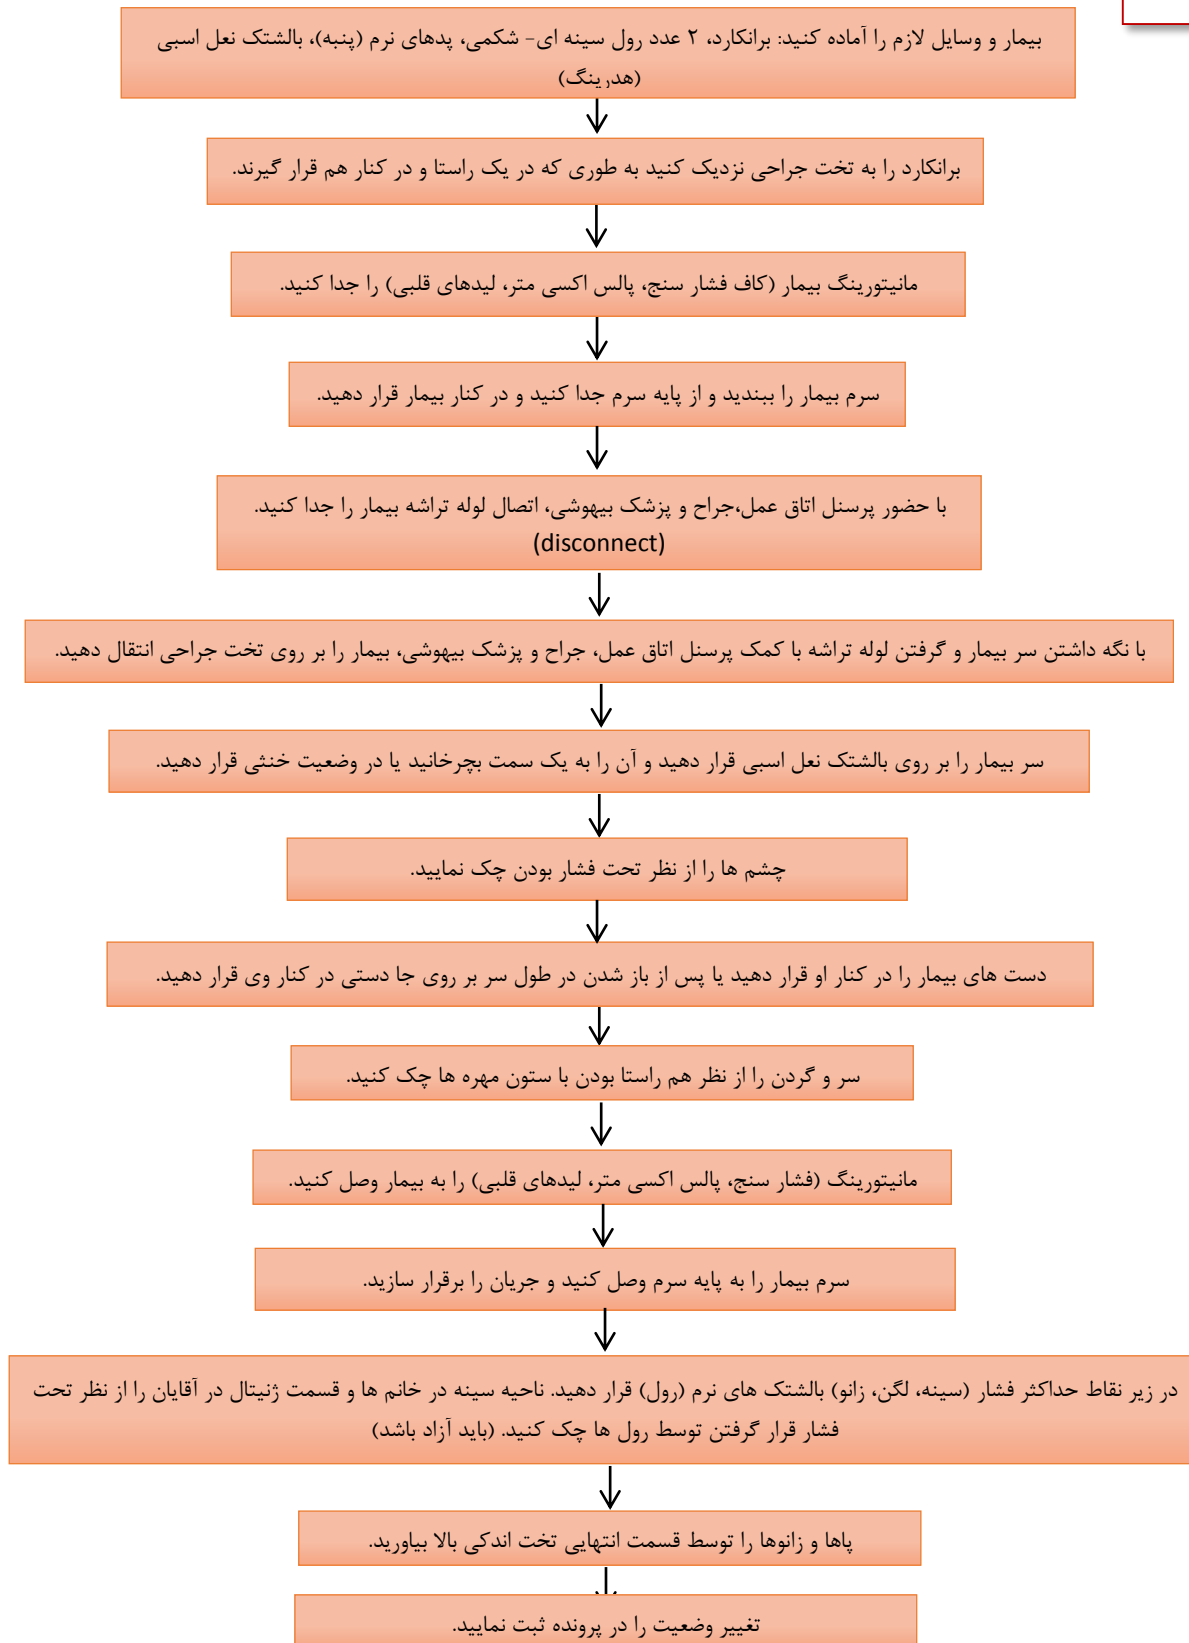 بیمار و وسایل لازم را آماده کنید: برانکارد، ۲ عدد رول سینه ای- شکمی، پدهای نرم (پنبه)، بالشتک نعل اسبی
(هدرینگ)
برانکارد را به تخت جراحی نزدیک کنید به طوری که در یک راستا و در کنار هم قرار گیرند.
مانیتورینگ بیمار (کاف فشار سنج، پالس اکسی متر، لیدهای قلبی) را جدا کنید.
سرم بیمار را ببندید و از پایه سرم جدا کنید و در کنار بیمار قرار دهید.
با حضور پرسنل اتاق عمل،جراح و پزشک بیهوشی، اتصال لوله تراشه بیمار را جدا کنید.
(disconnect)
با نگه داشتن سر بیمار و گرفتن لوله تراشه با کمک پرسنل اتاق عمل، جراح و پزشک بیهوشی، بیمار را بر روی تخت جراحی انتقال دهید.
سر بیمار را بر روی بالشتک نعل اسبی قرار دهید و آن را به یک سمت بچرخانید یا در وضعیت خنثی قرار دهید.
چشم ها را از نظر تحت فشار بودن چک نمایید.
دست های بیمار را در کنار او قرار دهید یا پس از باز شدن در طول سر بر روی جا دستی در کنار وی قرار دهید.
سر و گردن را از نظر هم راستا بودن با ستون مهره ها چک کنید.
مانیتورینگ (فشار سنج، پالس اکسی متر، لیدهای قلبی) را به بیمار وصل کنید.
سرم بیمار را به پایه سرم وصل کنید و جریان را برقرار سازید.
در زیر نقاط حداکثر فشار (سینه، لگن، زانو) بالشتک های نرم (رول) قرار دهید. ناحیه سینه در خانم ها و قسمت ژنیتال در آقایان را از نظر تحت
فشار قرار گرفتن توسط رول ها چک کنید. (باید آزاد باشد)
پاها و زانوها را توسط قسمت انتهایی تخت اندکی بالا بیاورید.
تغییر وضعیت را در پرونده ثبت نمایید.